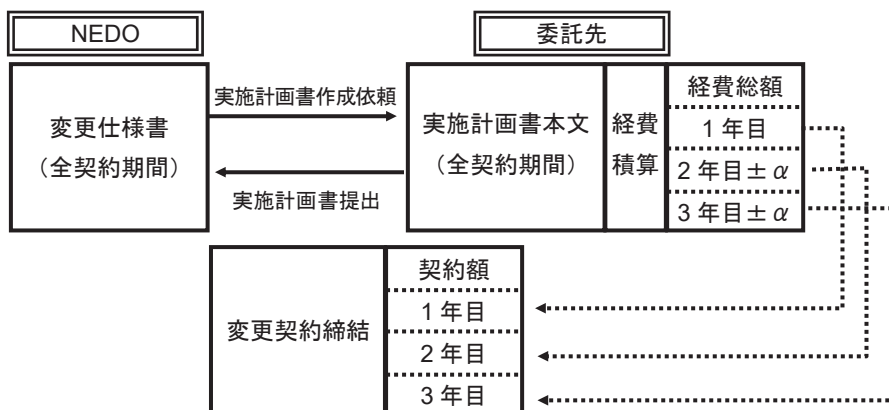 NEDO
委託先
変更仕様書
（全契約期間）
実施計画書作成依頼
実施計画書提出
実施計画書本文
（全契約期間）
経費
積算
経費総額
1 年目
2 年目± α
3 年目± α
変更契約締結
契約額
1 年目
2 年目
3 年目